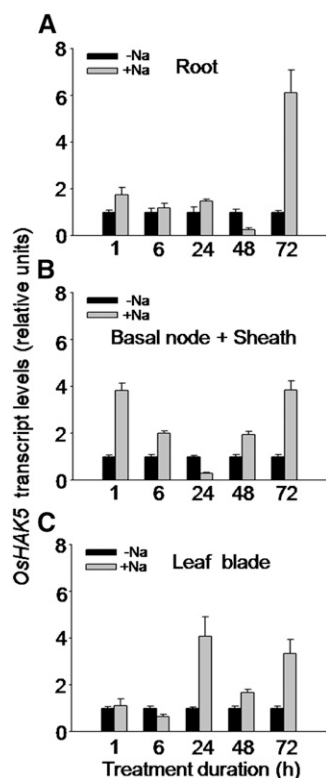 OsHAK5 transcript levels (relative units)
A
-Na
+Na
Root
8
6
4
2
0
1 6 24 48 72
B
-Na
+Na
Basal node + Sheath
8
6
4
2
0
1 6 24 48 72
C
-Na
+Na
Leaf blade
8
6
4
2
0
1 6 24 48 72
Treatment duration (h)